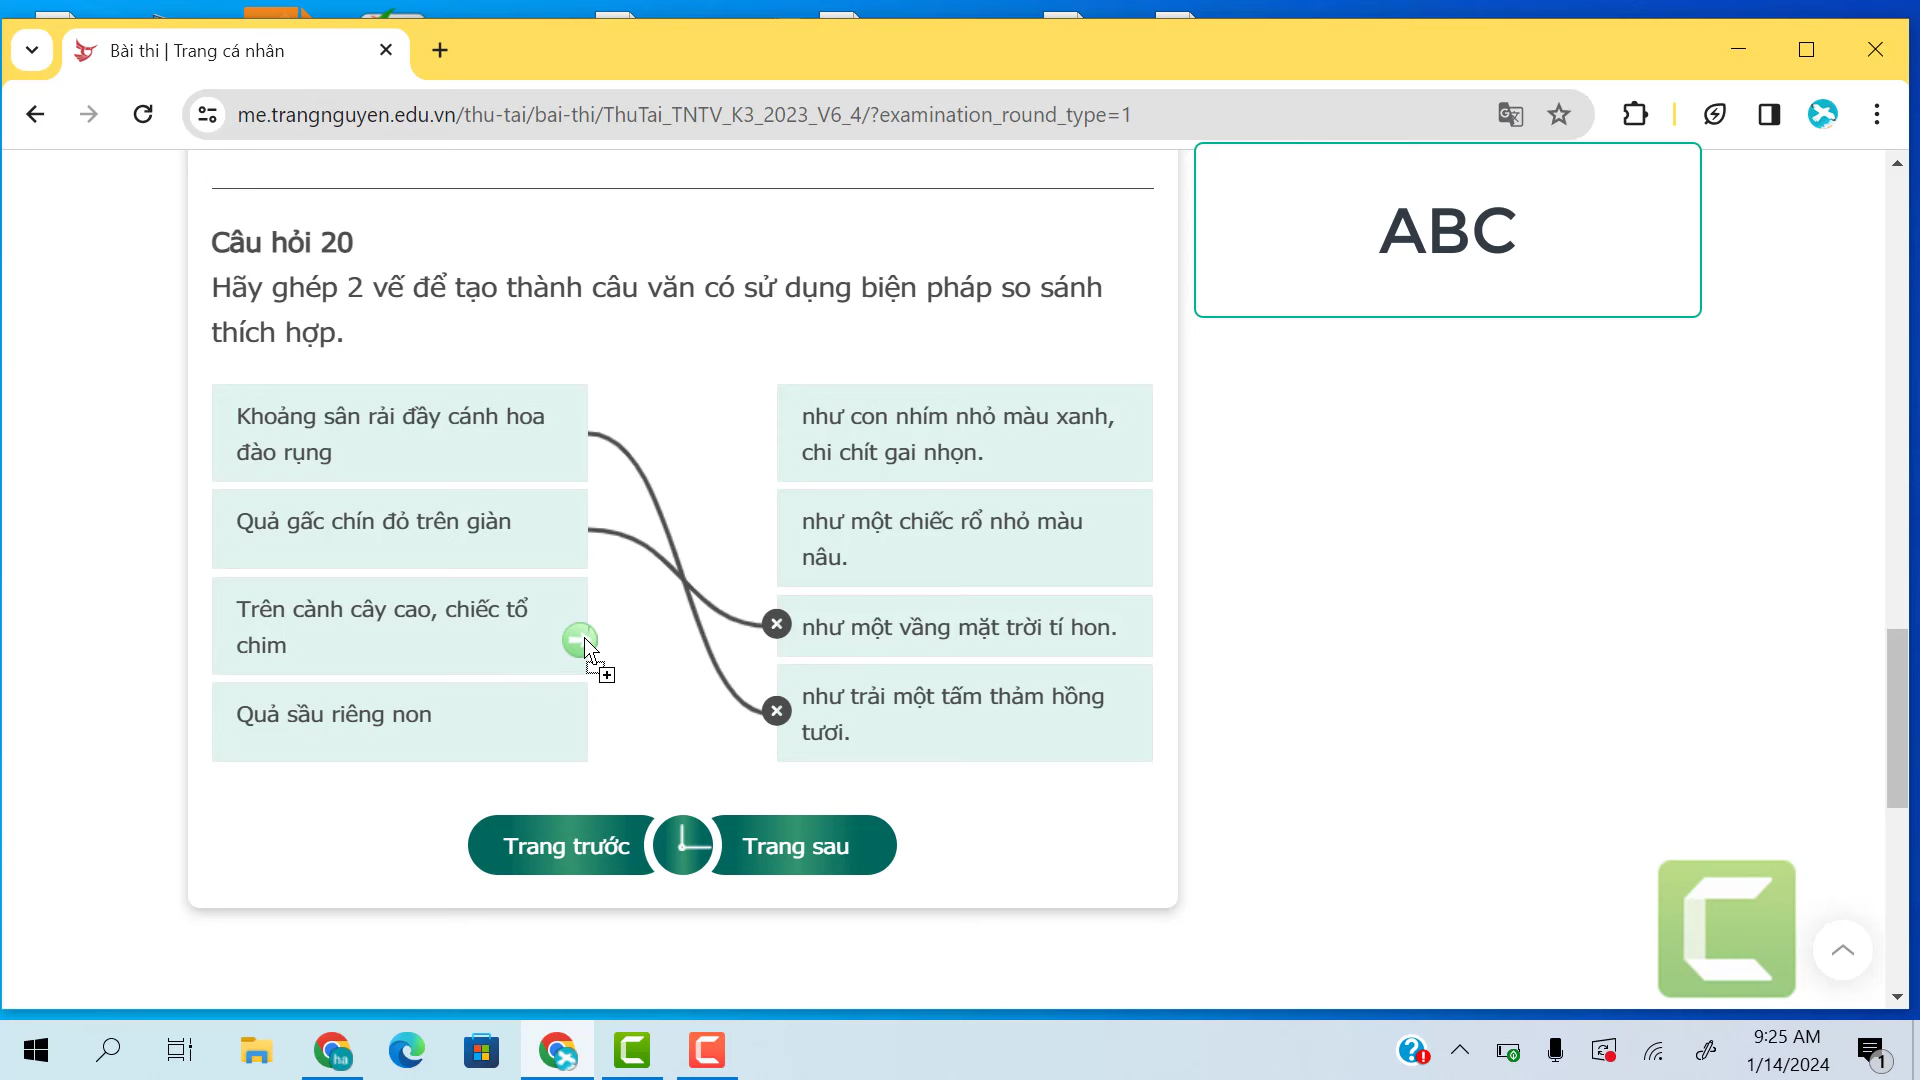 Bài thi | Trang cá nhân
me.trangnguyen.edu.vn/thu-tai/bai-thi/ThuTai_TNTV_K3_2023_V6_4/?examination_round_type=1
ABC
Câu hỏi 20
Hãy ghép 2 vế để tạo thành câu văn có sử dụng biện pháp so sánh
thích hợp.
Khoảng sân rải đầy cánh hoa
đào rụng
như con nhím nhỏ màu xanh,
chi chít gai nhọn.
Quả gấc chín đỏ trên giàn
như một chiếc rổ nhỏ màu
nâu.
Trên cành cây cao, chiếc tổ
chim
như một vầng mặt trời tí hon.
Quả sầu riêng non
như trải một tấm thảm hồng
tươi.
Trang trước
Trang sau
ha
9:25 AM
1/14/2024
1